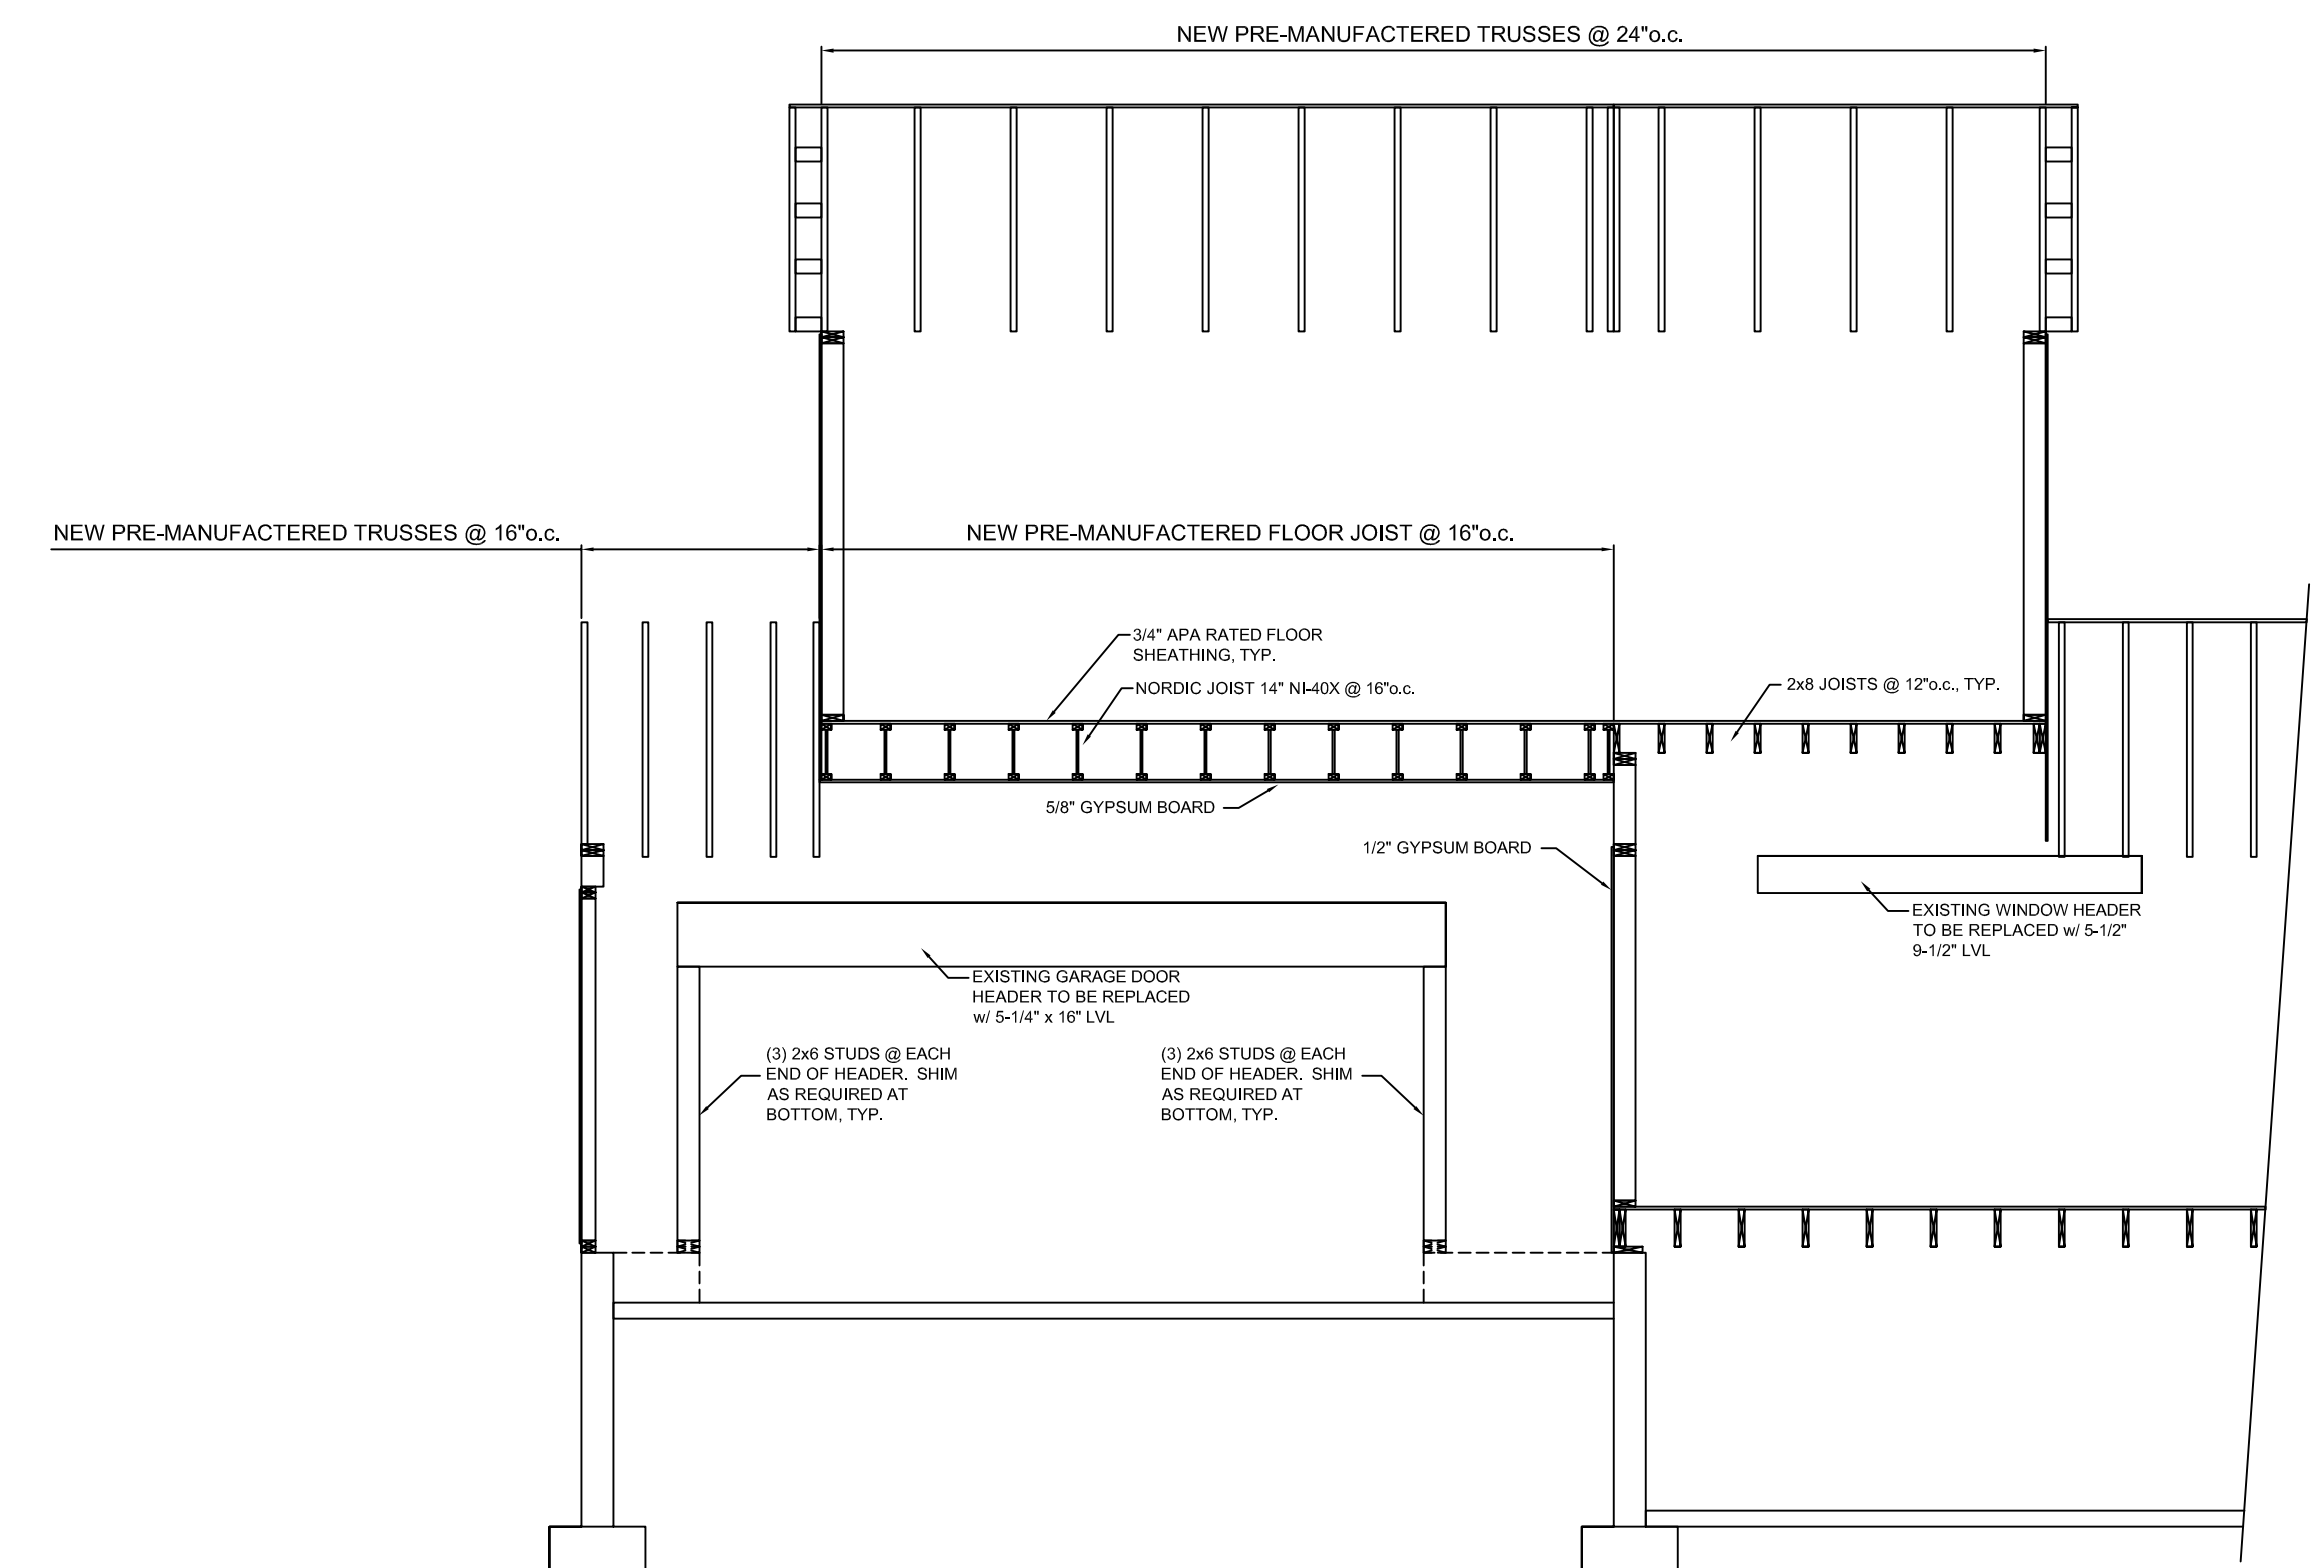 NEW PRE-MANUFACTERED TRUSSES @ 24"o.c.
NEW PRE-MANUFACTERED TRUSSES @ 16"o.c.
NEW PRE-MANUFACTERED FLOOR JOIST @ 16"o.c.
3/4" APA RATED FLOOR
SHEATHING, TYP.
NORDIC JOIST 14" NI-40X @ 16"o.c.
2x8 JOISTS @ 12"o.c., TYP.
5/8" GYPSUM BOARD
1/2" GYPSUM BOARD
EXISTING WINDOW HEADER
TO BE REPLACED w/ 5-1/2"
9-1/2" LVL
EXISTING GARAGE DOOR
HEADER TO BE REPLACED
w/ 5-1/4" x 16" LVL
(3) 2x6 STUDS @ EACH
END OF HEADER.  SHIM
AS REQUIRED AT
BOTTOM, TYP.
(3) 2x6 STUDS @ EACH
END OF HEADER.  SHIM
AS REQUIRED AT
BOTTOM, TYP.